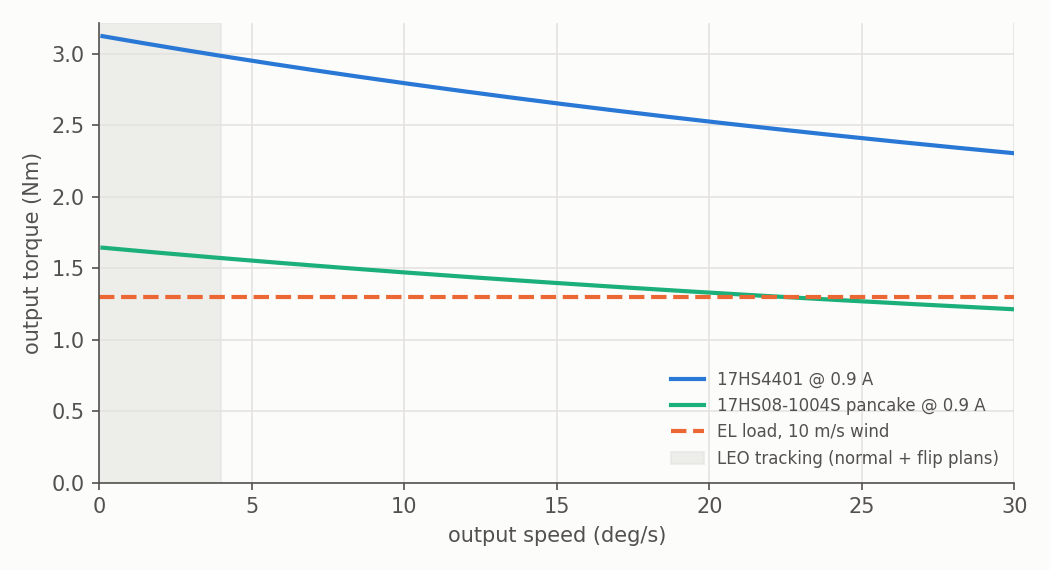 output torque (Nm)
3.0
2.5
2.0
1.5
1.0
0.5
0.0
17HS4401 @ 0.9 A
17HS08-1004S pancake @ 0.9 A
EL load, 10 m/s wind
LEO tracking (normal + flip plans)
0 5 10 15 20 25 30
output speed (deg/s)